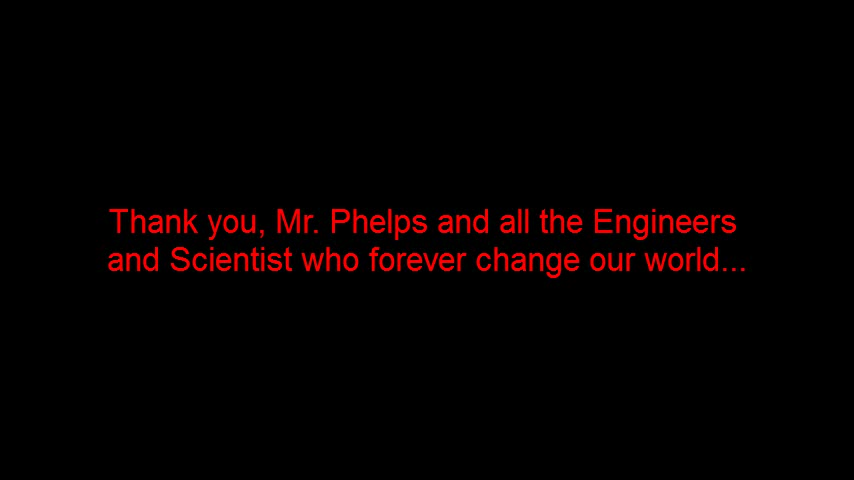 Thank you, Mr. Phelps and all the Engineers
and Scientist who forever change our world...